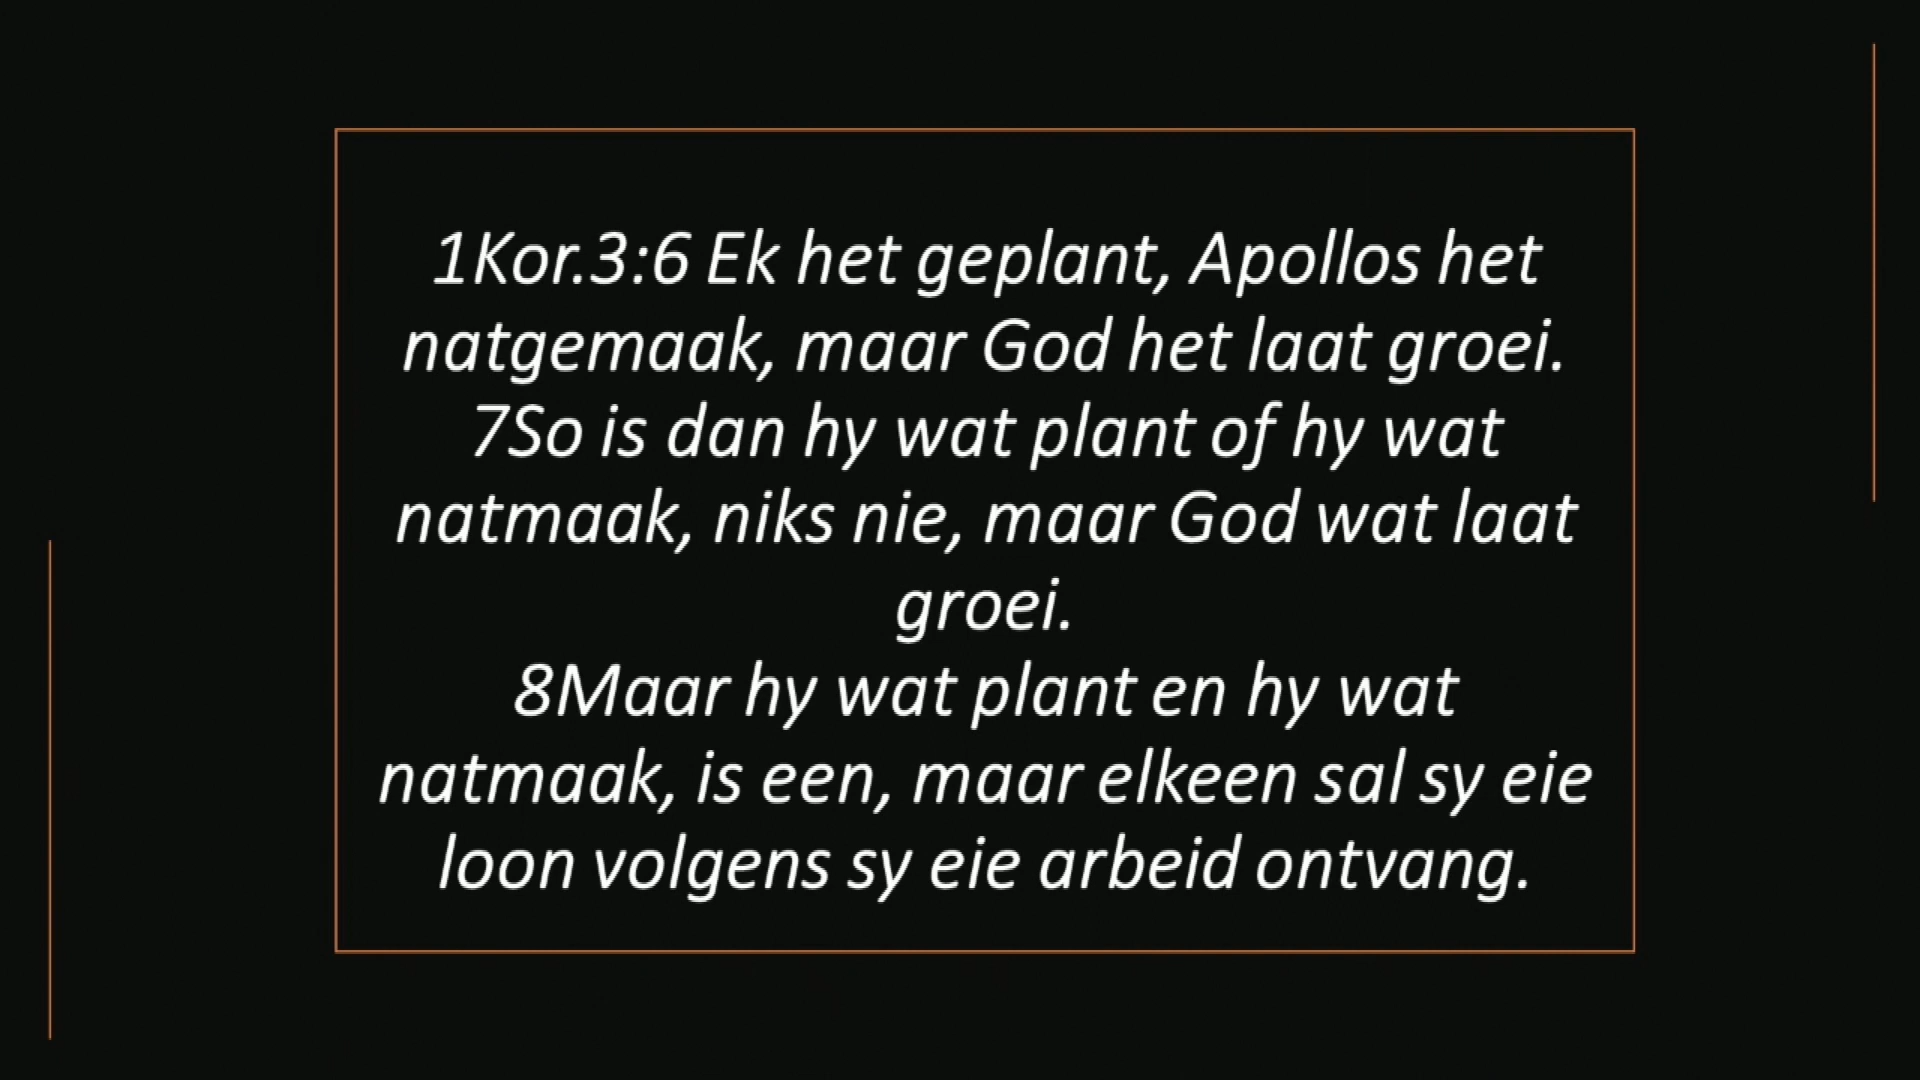 1Kor.3:6 Ek het geplant, Apollos het
natgemaak, maar God het laat groei.
7So is dan hy wat plant of hy wat
natmaak, niks nie, maar God wat laat
groei.
8Maar hy wat plant en hy wat
natmaak, is een, maar elkeen sal sy eie
loon volgens sy eie arbeid ontvang.